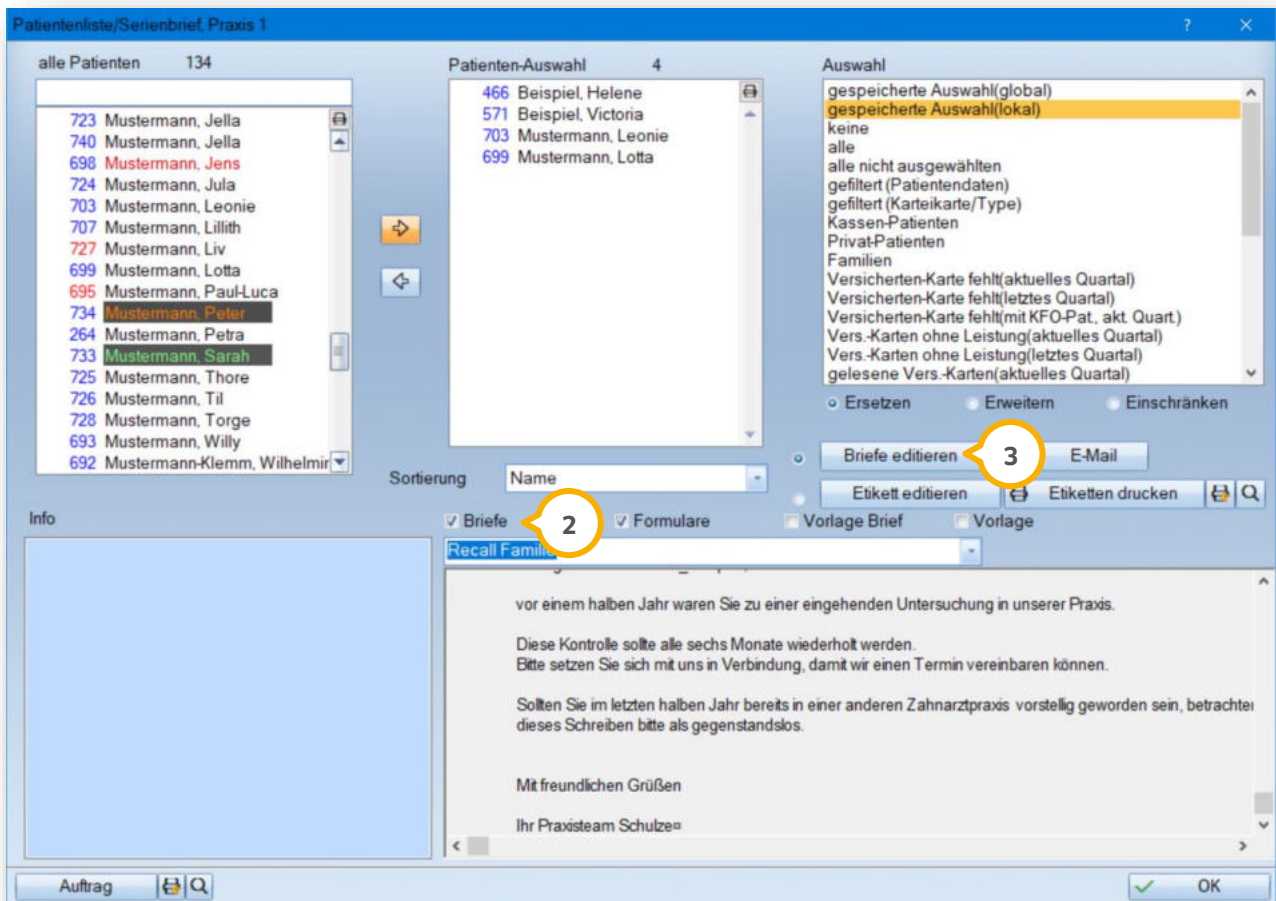 Patientenliste/Serienbrief, Praxis 1
alle Patienten 134
723 Mustermann, Jella
740 Mustermann, Jella
698 Mustermann, Jens
724 Mustermann, Jula
703 Mustermann, Leonie
707 Mustermann, Lillith
727 Mustermann, Liv
699 Mustermann, Lotta
695 Mustermann, Paul-Luca
734 Mustermann, Peter
264 Mustermann, Petra
733 Mustermann, Sarah
725 Mustermann, Thore
726 Mustermann, Til
728 Mustermann, Torge
693 Mustermann, Willy
692 Mustermann-Klemm, Wilhelmir
Patienten-Auswahl 4
466 Beispiel, Helene
571 Beispiel, Victoria
703 Mustermann, Leonie
699 Mustermann, Lotta
Auswahl
gespeicherte Auswahl(global)
gespeicherte Auswahl(lokal)
keine
alle
alle nicht ausgewählten
gefiltert (Patientendaten)
gefiltert (Karteikarte/Type)
Kassen-Patienten
Privat-Patienten
Familien
Versicherten-Karte fehlt(aktuelles Quartal)
Versicherten-Karte fehlt(letztes Quartal)
Versicherten-Karte fehlt(mit KFO-Pat., akt. Quart.)
Vers.-Karten ohne Leistung(aktuelles Quartal)
Vers.-Karten ohne Leistung(letztes Quartal)
gelesene Vers.-Karten(aktuelles Quartal)
Ersetzen Erweitern Einschränken
Briefe editieren 3 E-Mail
Sortierung Name
Etikett editieren Etiketten drucken
Info
Briefe 2 Formulare Vorlage Brief Vorlage
Recall Famili
vor einem halben Jahr waren Sie zu einer eingehenden Untersuchung in unserer Praxis.
Diese Kontrolle sollte alle sechs Monate wiederholt werden.
Bitte setzen Sie sich mit uns in Verbindung, damit wir einen Termin vereinbaren können.
Sollten Sie im letzten halben Jahr bereits in einer anderen Zahnarztpraxis vorstellig geworden sein, betrachten
dieses Schreiben bitte als gegenstandslos.
Mit freundlichen Grüßen
Ihr Praxisteam Schulze¤
Auftrag
OK